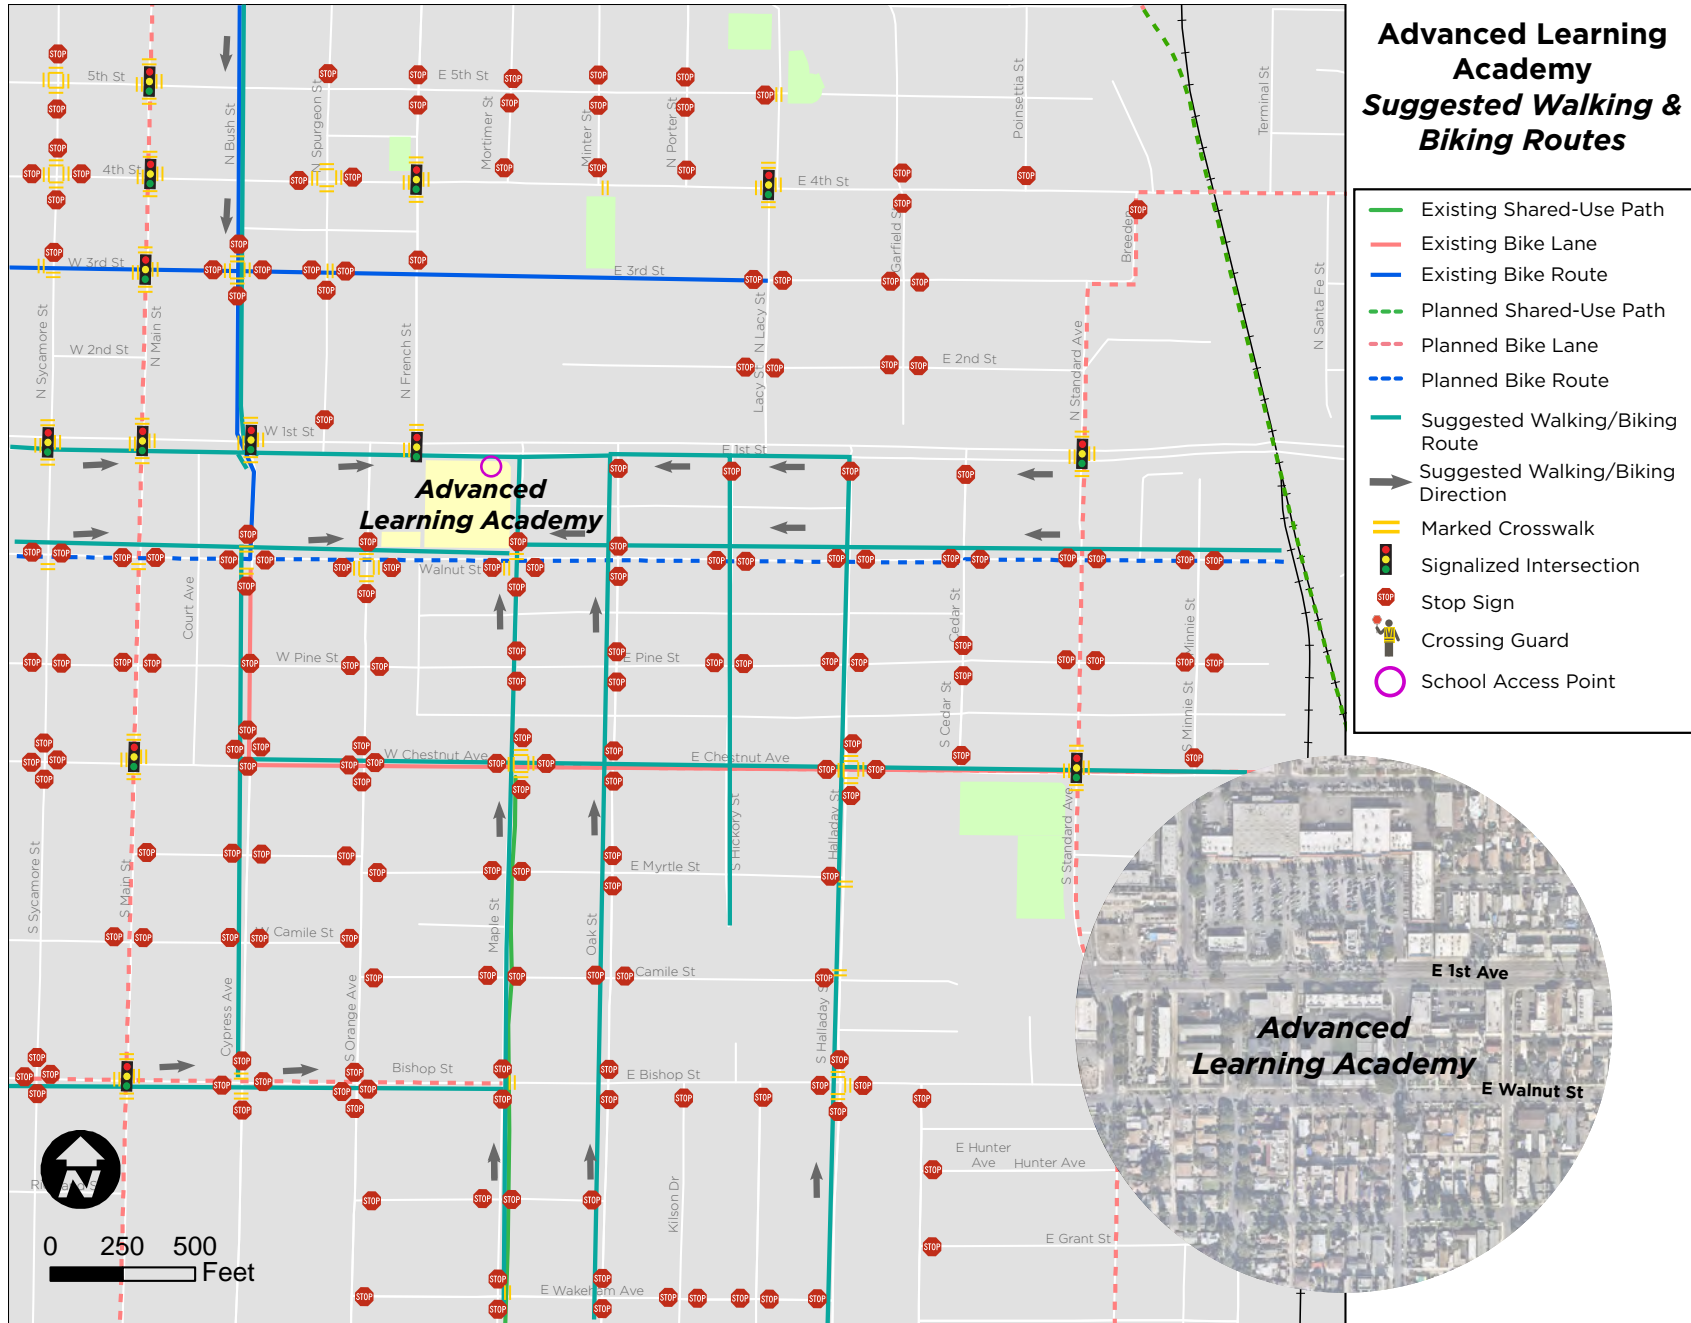 Advanced Learning
Academy
Suggested Walking &
Biking Routes
Existing Shared-Use Path
Existing Bike Lane
Existing Bike Route
Planned Shared-Use Path
Planned Bike Lane
Planned Bike Route
Suggested Walking/Biking
Route
Suggested Walking/Biking
Direction
Marked Crosswalk
Signalized Intersection
Stop Sign
Crossing Guard
School Access Point
5th St
E 5th St
N Bush St
N Spurgeon St
Mortimer St
Minter St
N Porter St
Poinsettia St
Terminal St
4th St
E 4th St
Garfield St
Breeden
W 3rd St
E 3rd St
N Sycamore St
N Main St
W 2nd St
N French St
N Lacy St
Lacy St
E 2nd St
N Standard Ave
N Santa Fe St
W 1st St
E 1st St
Advanced
Learning Academy
Walnut St
Court Ave
Cedar St
Minnie St
W Pine St
E Pine St
S Cedar St
S Minnie St
W Chestnut Ave
E Chestnut Ave
S Hickory St
Halladay St
S Standard Ave
E Myrtle St
S Sycamore St
S Main St
Maple St
Oak St
W Camile St
Camile St
Cypress Ave
S Orange Ave
S Halladay St
Bishop St
E Bishop St
E 1st Ave
Advanced
Learning Academy
E Walnut St
E Hunter
Ave
Hunter Ave
Kilson Dr
E Grant St
E Wakeham Ave
N
0 250 500
Feet
STOP